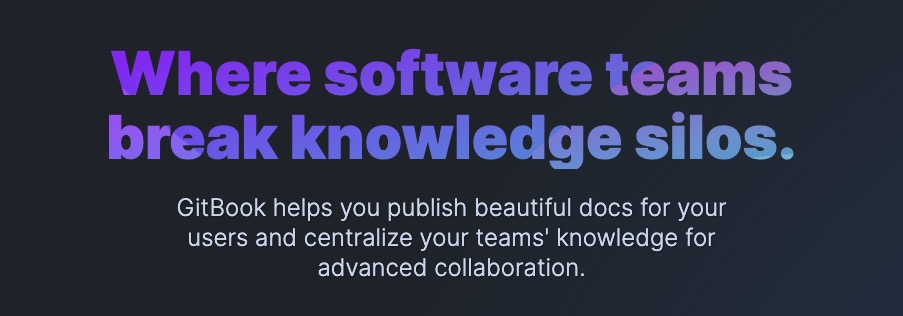 Where software teams
break knowledge silos.
GitBook helps you publish beautiful docs for your
users and centralize your teams' knowledge for
advanced collaboration.